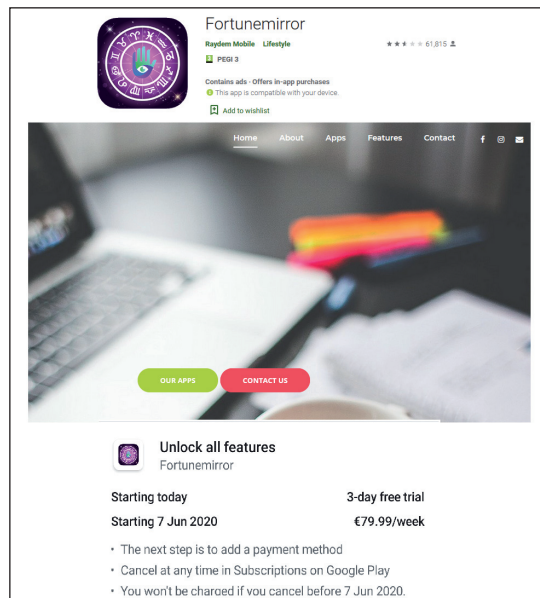 Fortunemirror
Raydem Mobile Lifestyle 61,815
PEGI 3
Contains ads · Offers in-app purchases
This app is compatible with your device.
Add to wishlist
Home About Apps Features Contact
OUR APPS CONTACT US
Unlock all features
Fortunemirror
Starting today 3-day free trial
Starting 7 Jun 2020 €79.99/week
• The next step is to add a payment method
• Cancel at any time in Subscriptions on Google Play
• You won't be charged if you cancel before 7 Jun 2020.